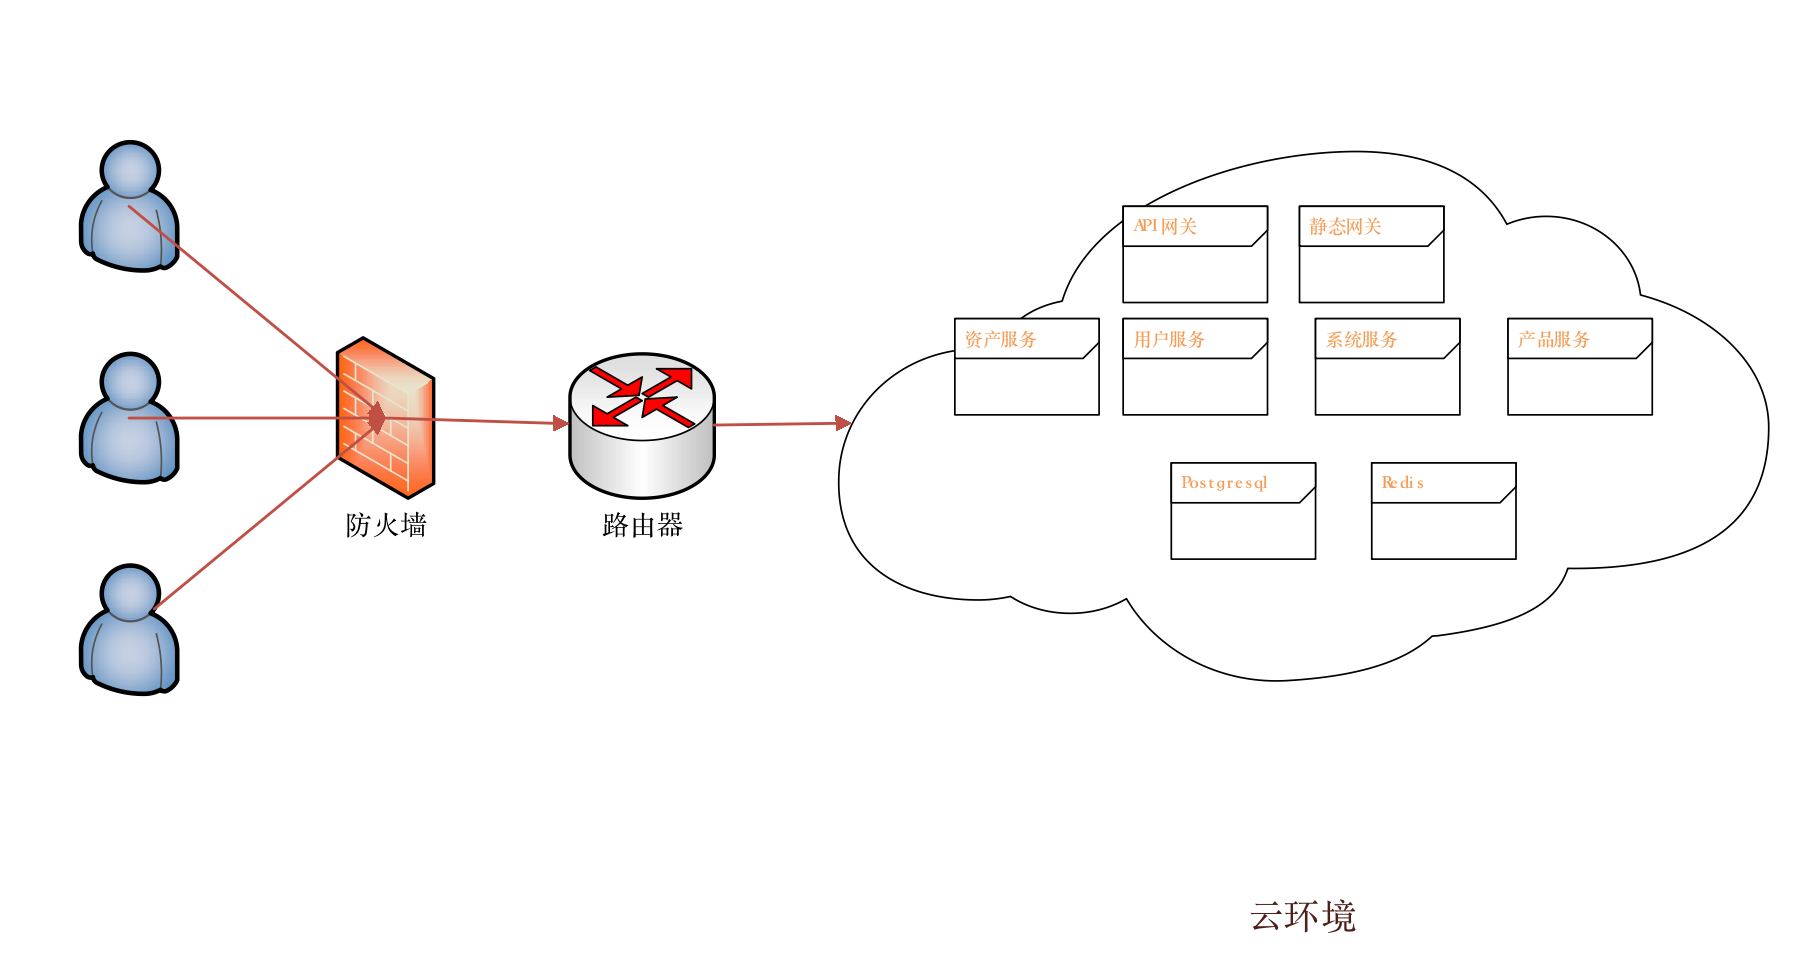 API网关
静态网关
资产服务
用户服务
系统服务
产品服务
Postgresql
Redis
防火墙
路由器
云环境